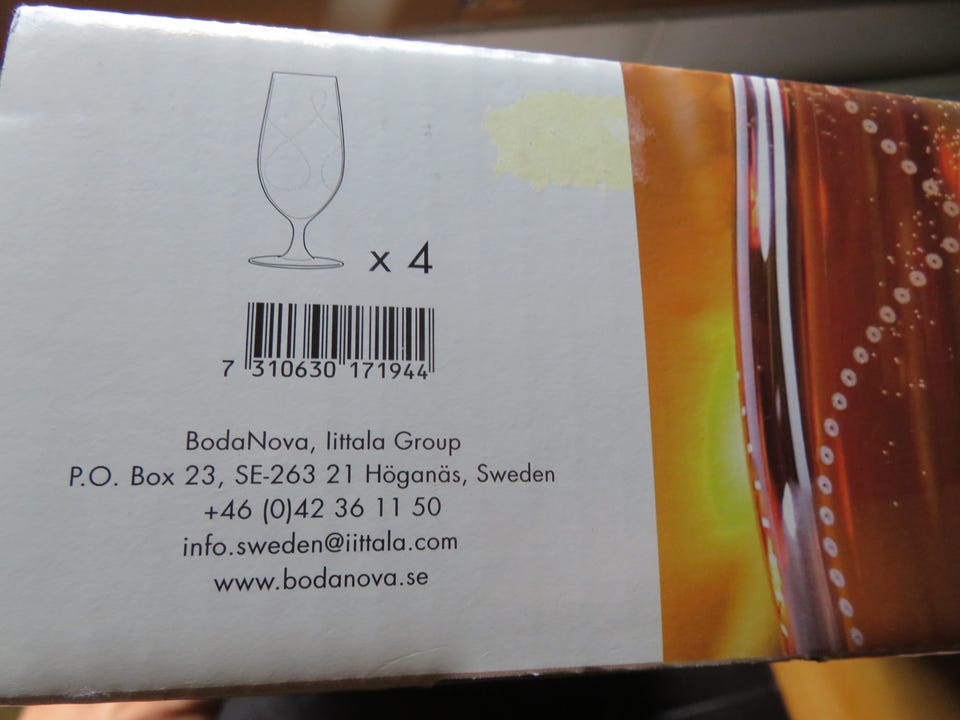 x 4
7 310630 171944
BodaNova, Iittala Group
P.O. Box 23, SE-263 21 Höganäs, Sweden
+46 (0)42 36 11 50
info.sweden@iittala.com
www.bodanova.se